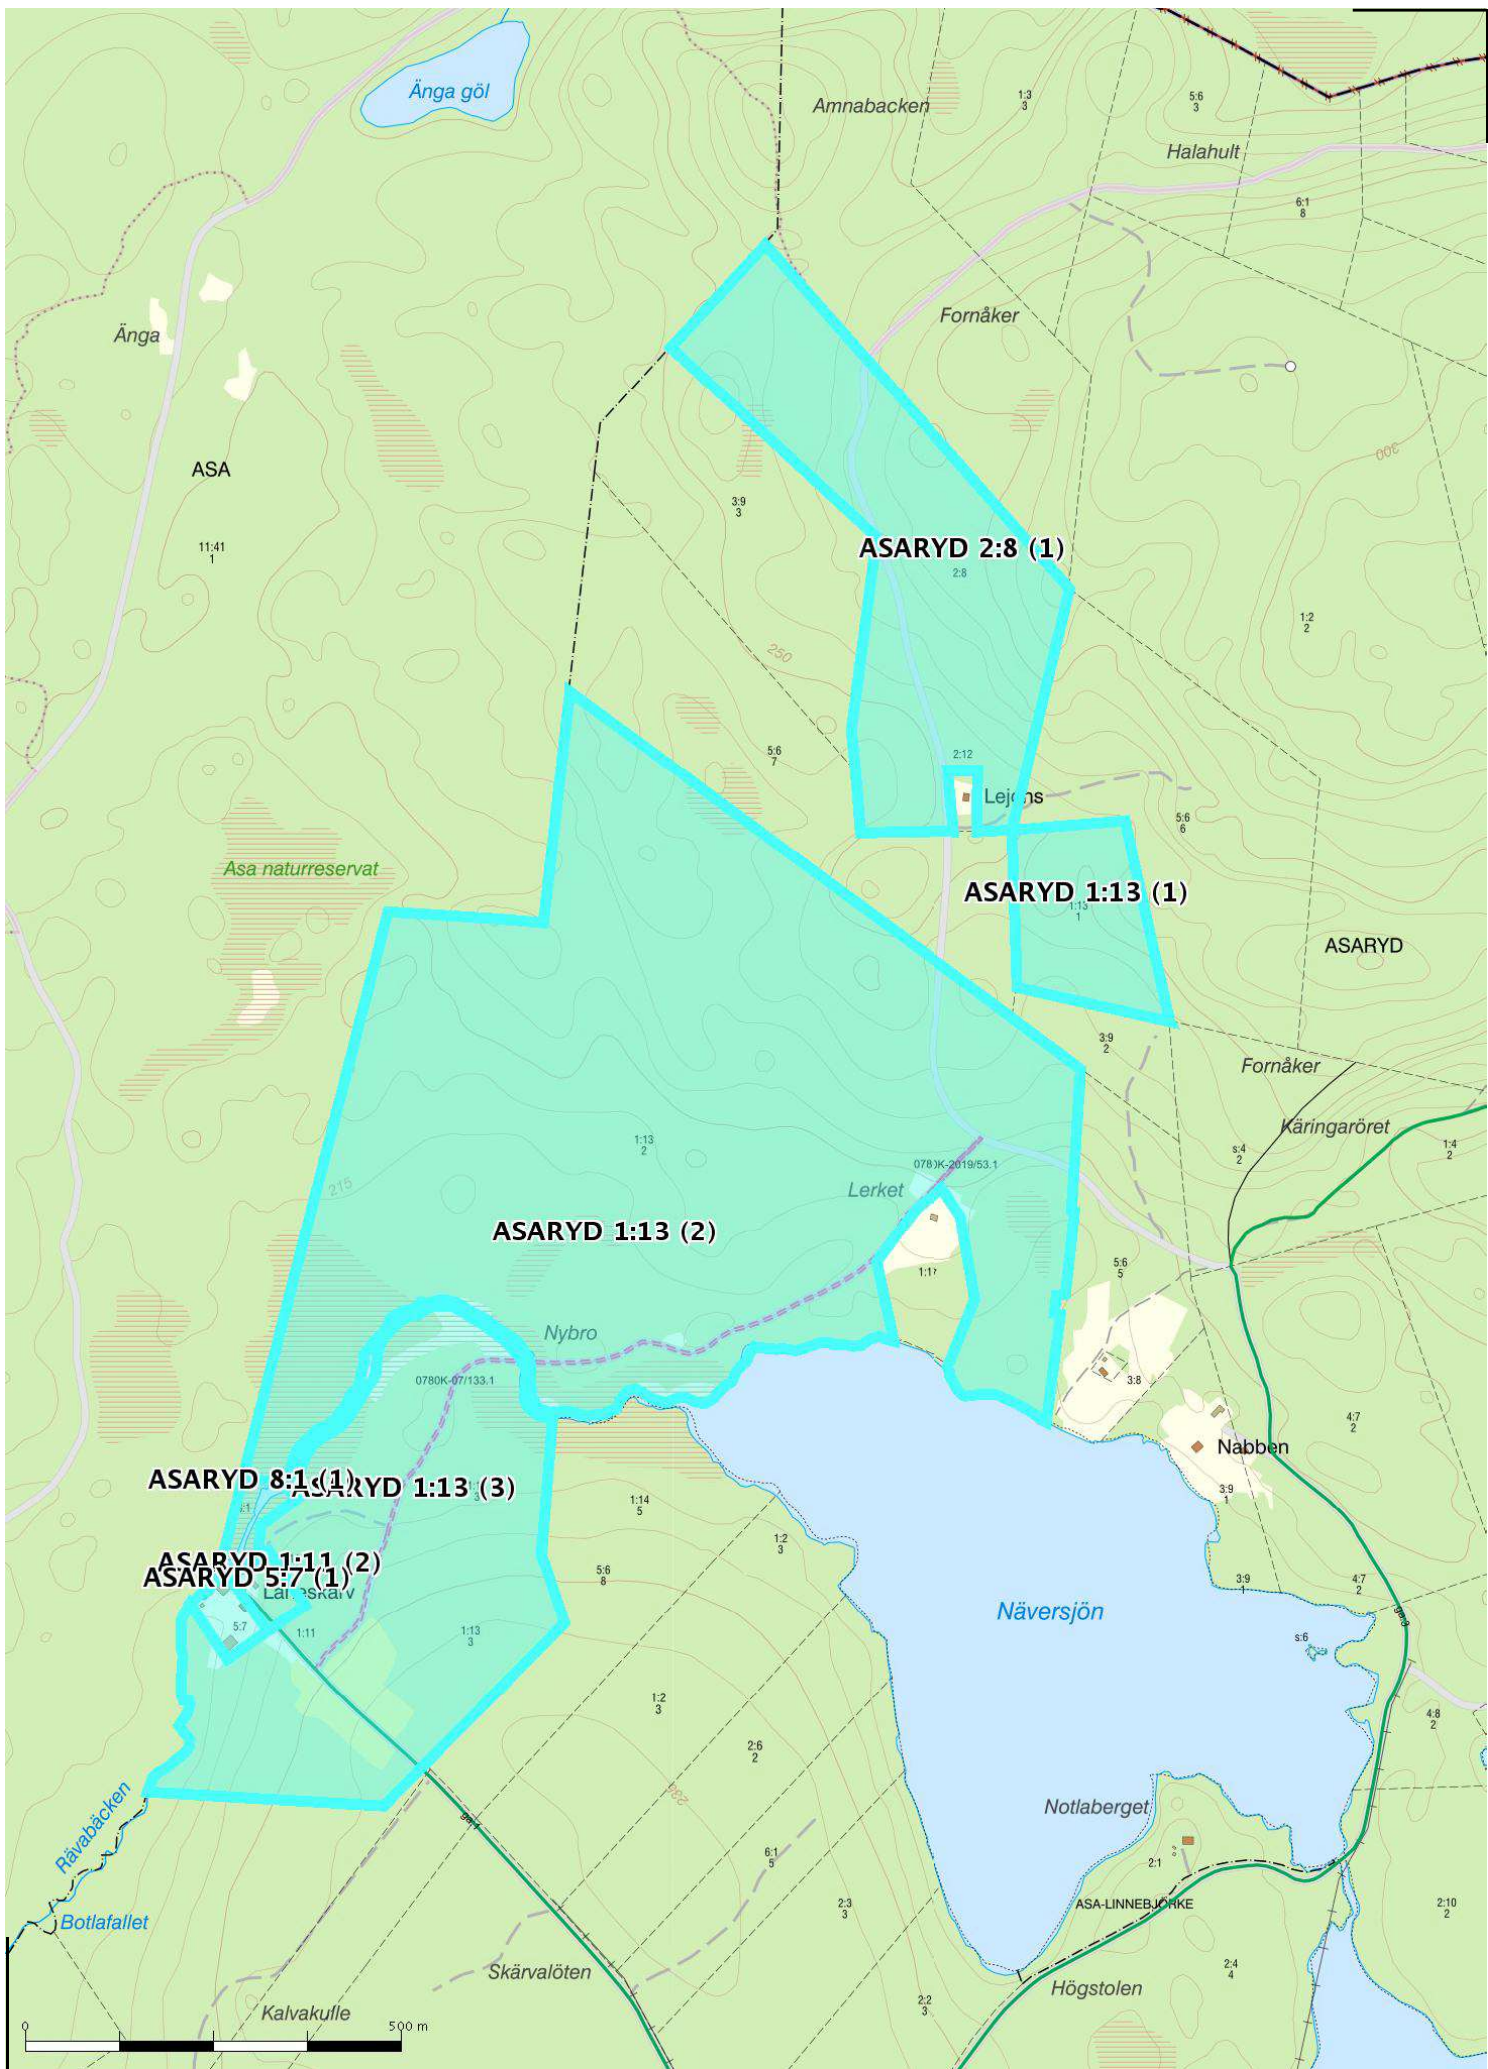 Änga göl
Amnabacken
1:3
3
5:6
3
Halahult
6:1
8
Fornåker
Änga
300
ASA
3:9
3
11:41
1
ASARYD 2:8 (1)
2:8
1:2
2
250
5:6
7
2:12
Lejons
5:6
6
Asa naturreservat
ASARYD 1:13 (1)
1:13
1
ASARYD
3:9
2
Fornåker
Käringaröret
s:4
2
1:4
2
1:13
2
215
Lerket
ASARYD 1:13 (2)
5:6
5
Nybro
0780K-07/133.1
3:8
4:7
2
Nabben
3:9
1
ASARYD 8:1 (1)
ASARYD 1:13 (3)
1:14
5
1:2
3
ASARYD 1:11 (2)
ASARYD 5:7 (1)
5:6
8
3:9
1
4:7
2
5:7
1:11
1:13
3
Näversjön
ga:3
s:6
1:2
3
2:6
2
4:8
2
Notlaberget
Rävabäcken
ga:1
6:1
5
2:1
ASA-LINNEBJÖRKE
2:3
3
2:10
2
Botlafallet
Skärvalöten
2:4
4
Högstolen
2:2
3
Kalvakulle
0
500 m